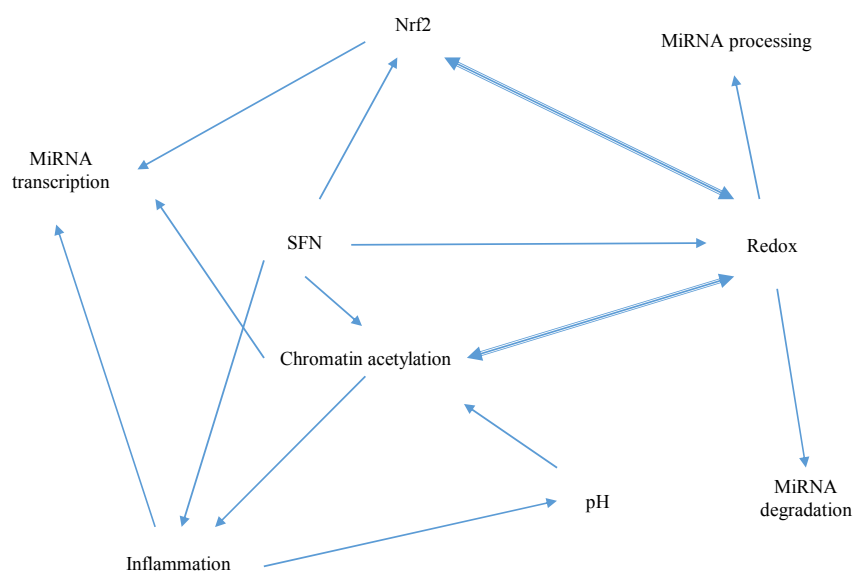 Nrf2
MiRNA processing
MiRNA
transcription
SFN
Redox
Chromatin acetylation
pH
MiRNA
degradation
Inflammation